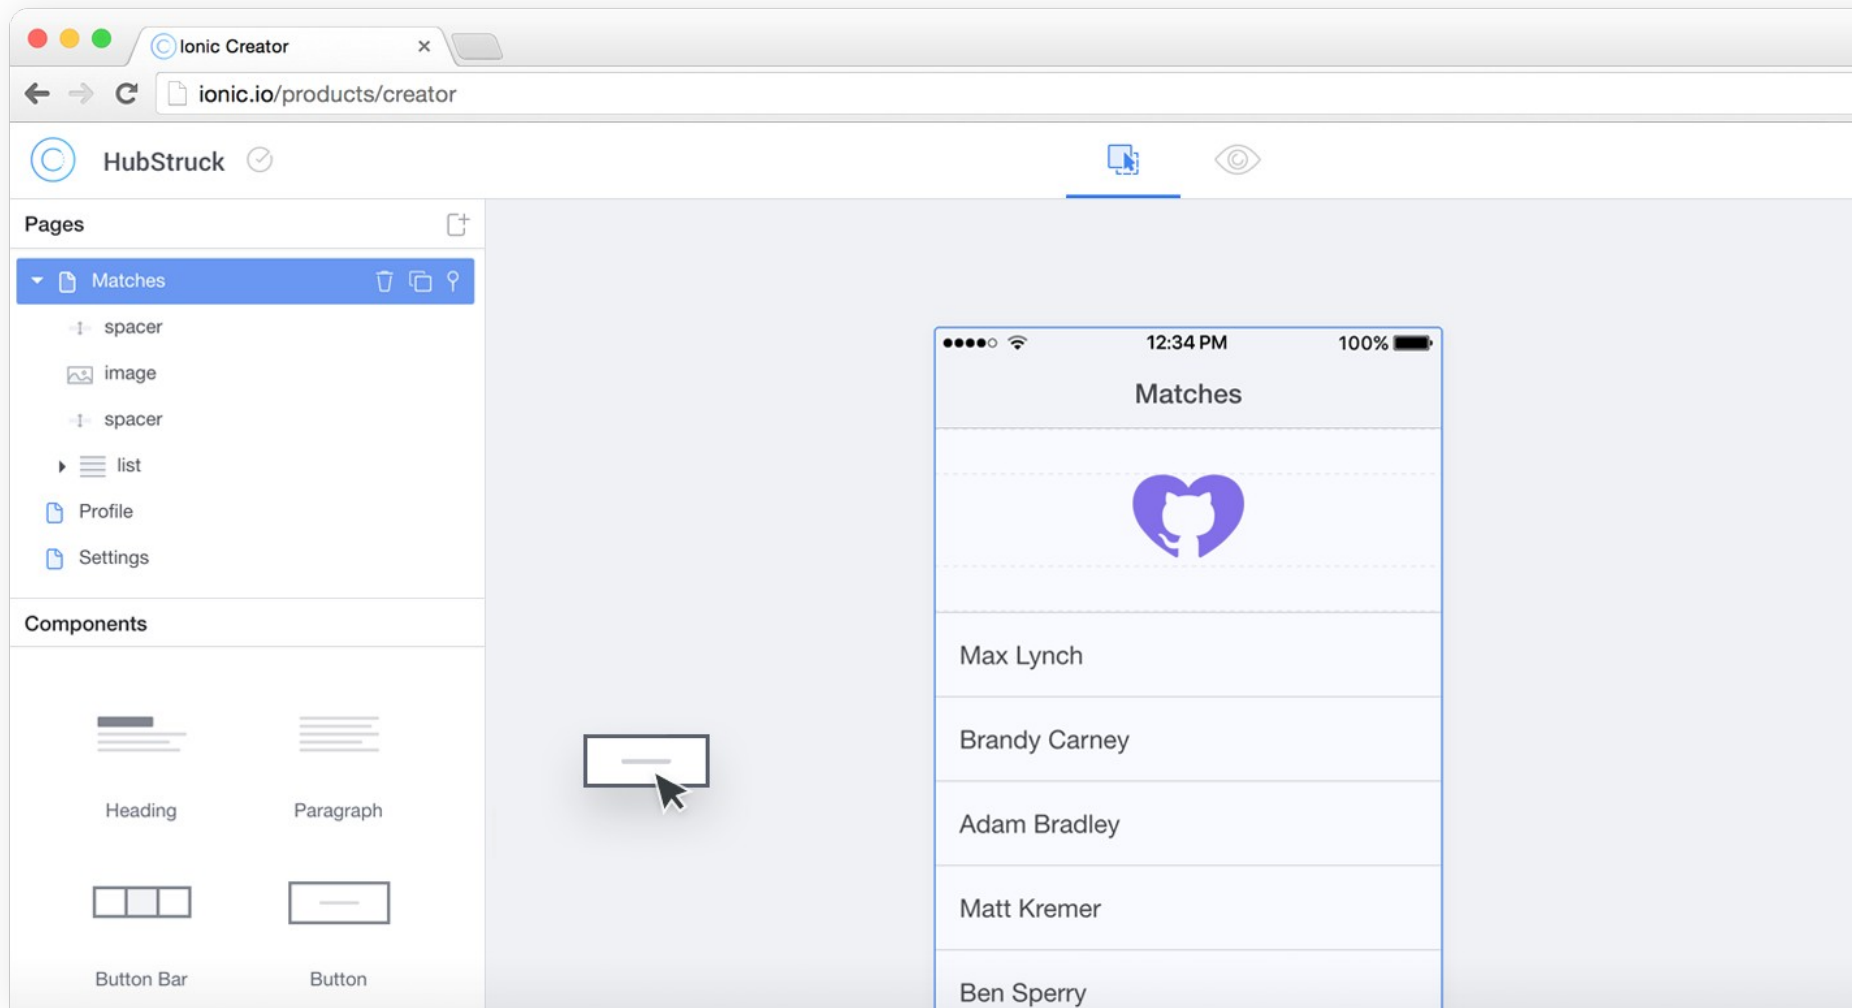 Ionic Creator
ionic.io/products/creator
HubStruck
Pages
Matches
spacer
image
spacer
list
Profile
Settings
Components
Heading
Paragraph
Button Bar
Button
12:34 PM
100%
Matches
Max Lynch
Brandy Carney
Adam Bradley
Matt Kremer
Ben Sperry